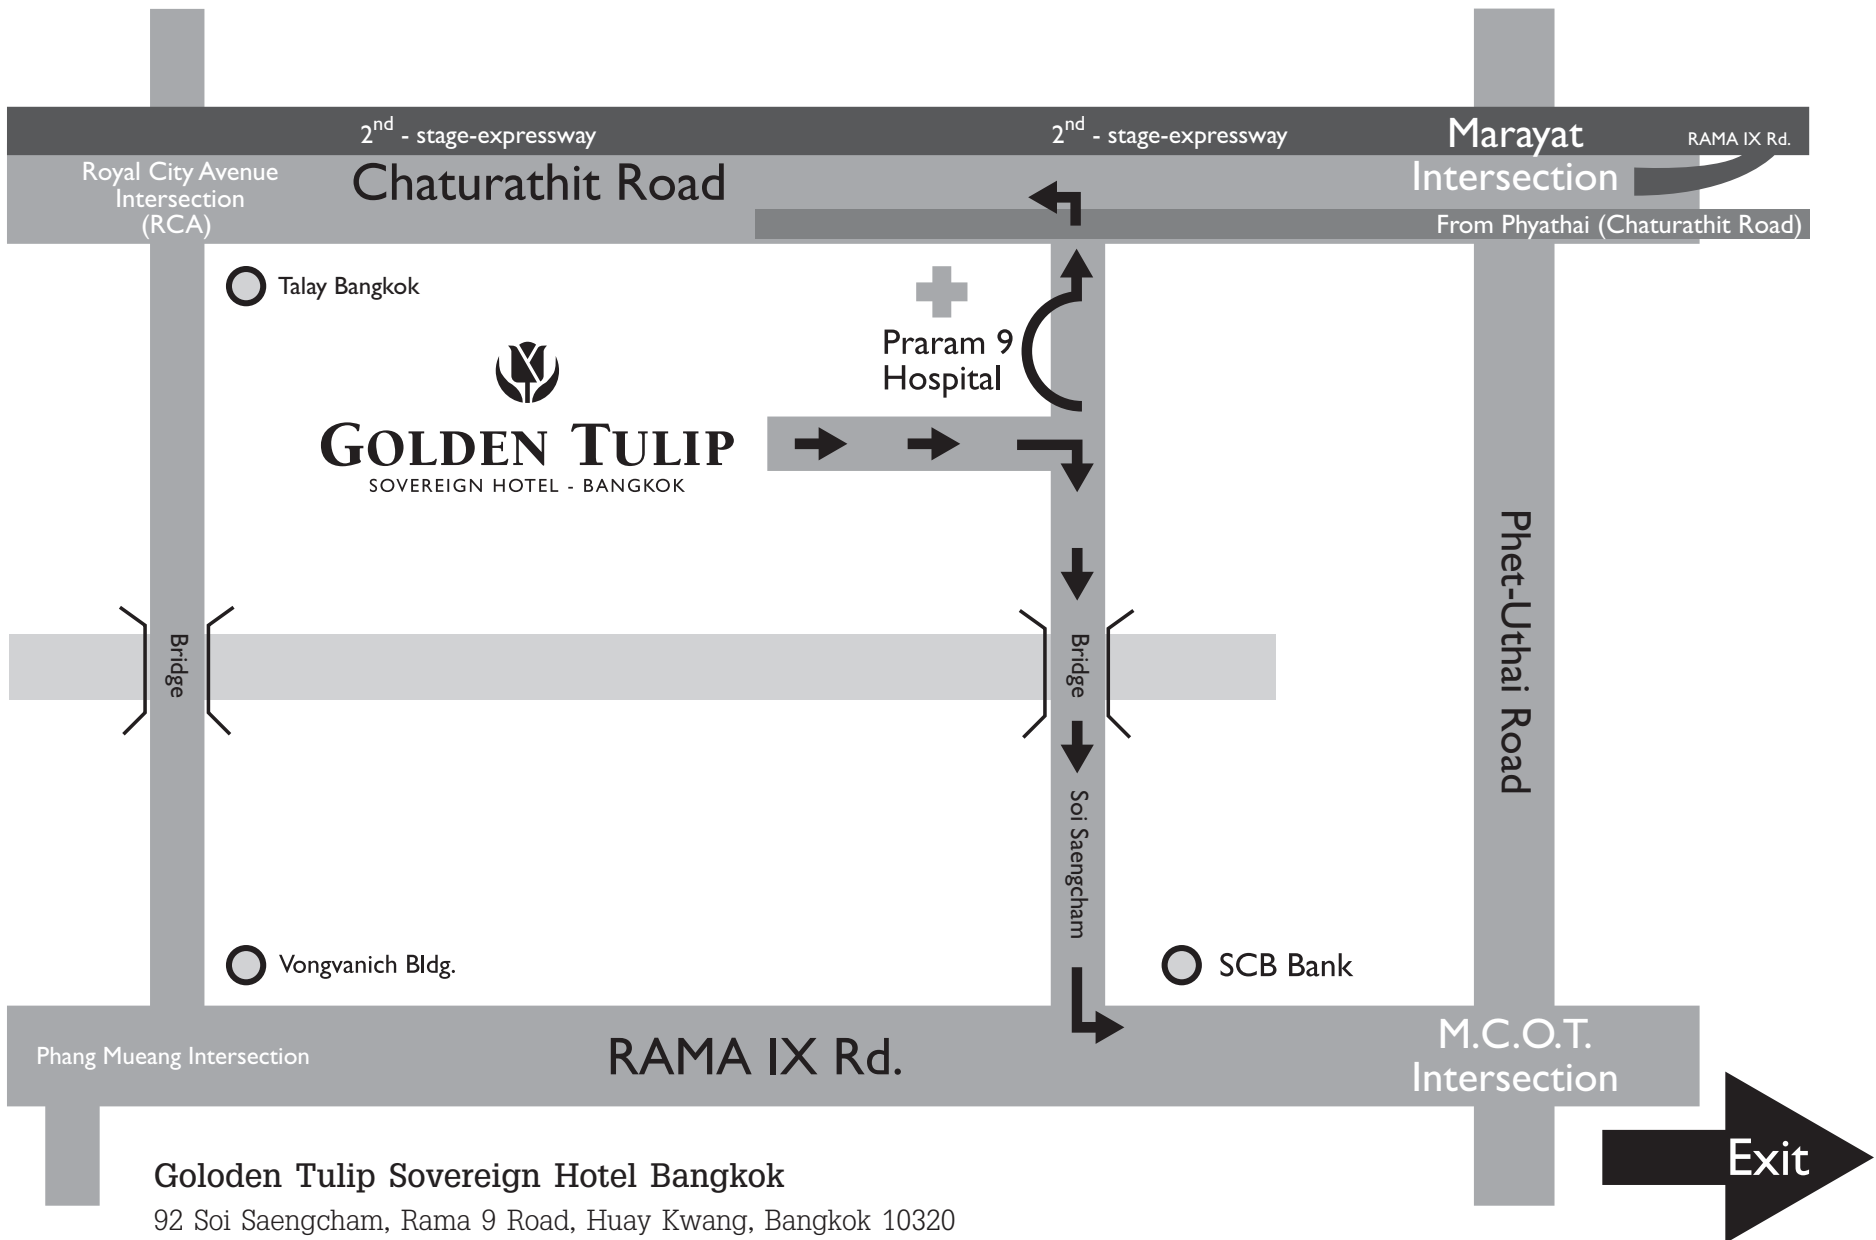 2nd - stage-expressway
2nd - stage-expressway
Marayat
Intersection
RAMA IX Rd.
Royal City Avenue
Intersection
(RCA)
Chaturathit Road
From Phyathai (Chaturathit Road)
Talay Bangkok
Praram 9
Hospital
GOLDEN TULIP
SOVEREIGN HOTEL - BANGKOK
Phet-Uthai Road
Bridge
Bridge
Soi Saengcham
Vongvanich Bldg.
SCB Bank
Phang Mueang Intersection
RAMA IX Rd.
M.C.O.T.
Intersection
Exit
Goloden Tulip Sovereign Hotel Bangkok
92 Soi Saengcham, Rama 9 Road, Huay Kwang, Bangkok 10320